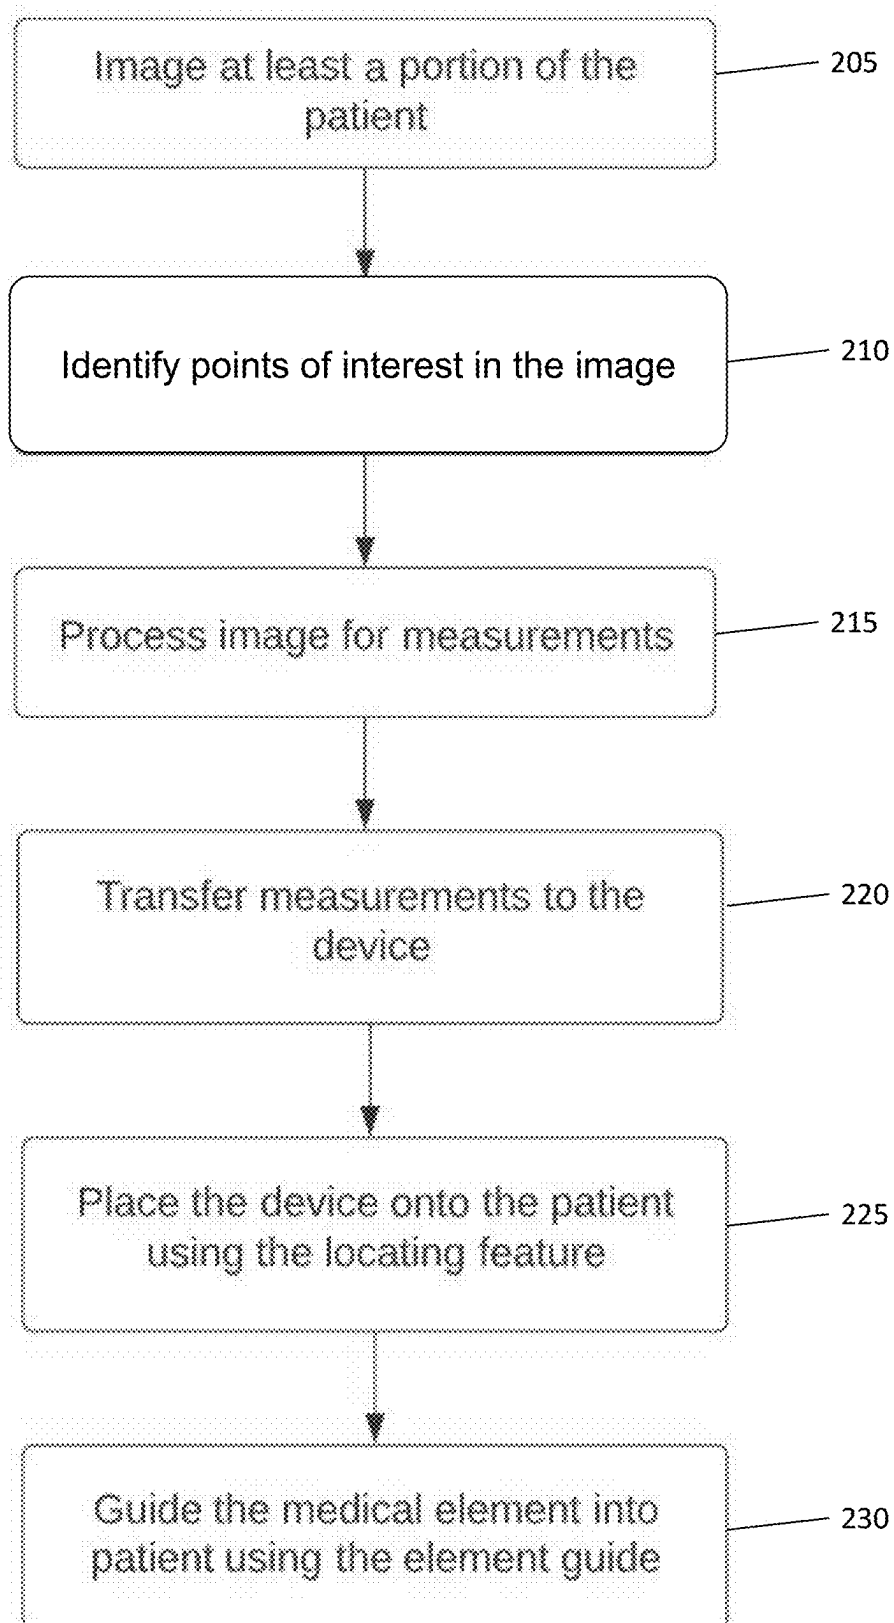 Image at least a portion of the
patient
205
Identify points of interest in the image
210
Process image for measurements
215
Transfer measurements to the
device
220
Place the device onto the patient
using the locating feature
225
Guide the medical element into
patient using the element guide
230